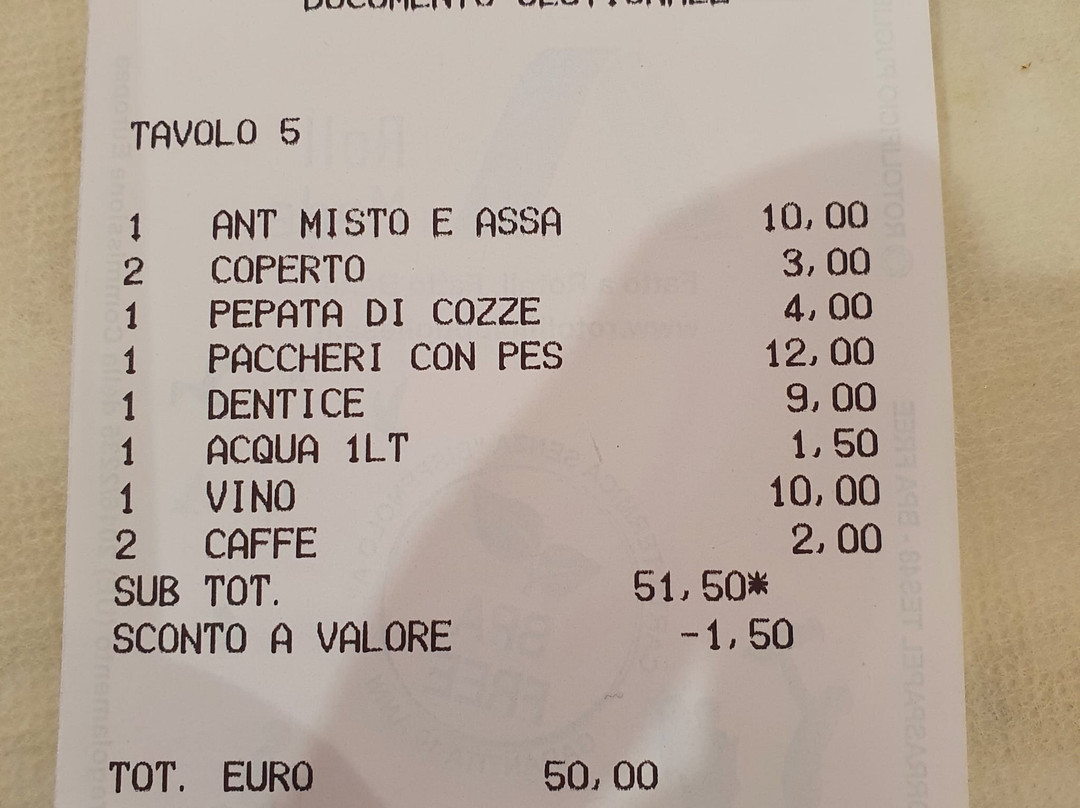 DOCUMENTO GESTIONALE
TAVOLO 5
1 ANT MISTO E ASSA 10,00
2 COPERTO 3,00
1 PEPATA DI COZZE 4,00
1 PACCHERI CON PES 12,00
1 DENTICE 9,00
1 ACQUA 1LT 1,50
1 VINO 10,00
2 CAFFE 2,00
SUB TOT. 51,50*
SCONTO A VALORE -1,50
TOT. EURO 50,00